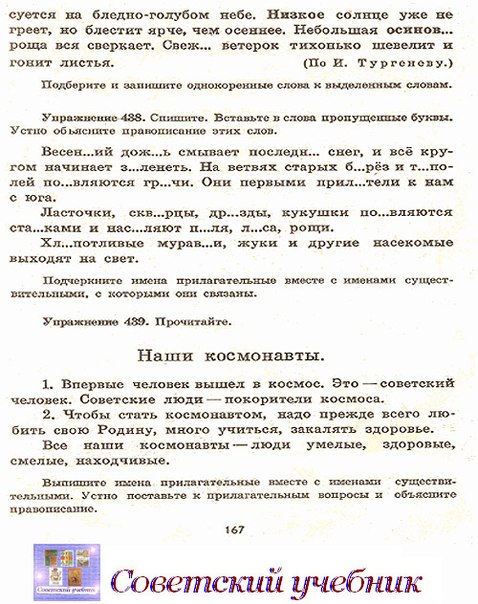 суется на бледно-голубом небе. Низкое солнце уже не
греет, но блестит ярче, чем осеннее. Небольшая осинов...
роща вся сверкает. Свеж... ветерок тихонько шевелит и
гонит листья. (По И. Тургеневу.)
Подберите и запишите однокоренные слова к выделенным словам.
Упражнение 438. Спишите. Вставьте в слова пропущенные буквы.
Устно объясните правописание этих слов.
Весен...ий дож...ь смывает последн... снег, и всё кру-
гом начинает з...ленеть. На ветвях старых б...рёз и т...по-
лей по...вляются гр...чи. Они первыми прил...тели к нам
с юга.
Ласточки, скв...рцы, др...зды, кукушки по...вляются
ста...ками и нас...ляют п...ля, л...са, рощи.
Хл...потливые мурав...и, жуки и другие насекомые
выходят на свет.
Подчеркните имена прилагательные вместе с именами сущест-
вительными, с которыми они связаны.
Упражнение 439. Прочитайте.
Наши космонавты.
1. Впервые человек вышел в космос. Это — советский
человек. Советские люди — покорители космоса.
2. Чтобы стать космонавтом, надо прежде всего лю-
бить свою Родину, много учиться, закалять здоровье.
Все наши космонавты — люди умелые, здоровые,
смелые, находчивые.
Выпишите имена прилагательные вместе с именами существи-
тельными. Устно поставьте к прилагательным вопросы и объясните
правописание.
167
Советский учебник
Советский учебник